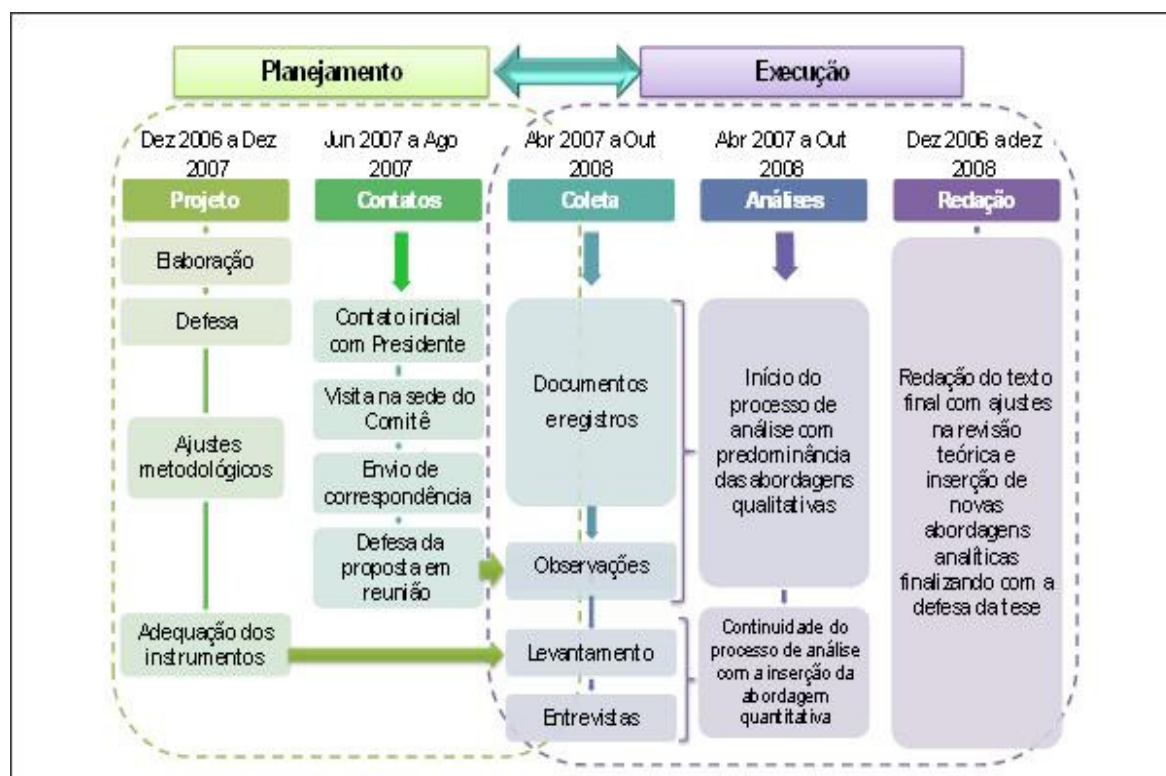 Planejamento
Execução
Dez 2006 a Dez
2007
Jun 2007 a Ago
2007
Abr 2007 a Out
2008
Abr 2007 a Out
2008
Dez 2006 a dez
2008
Projeto
Contatos
Coleta
Análises
Redação
Elaboração
Defesa
Ajustes
metodológicos
Adequação dos
instrumentos
Contato inicial
com Presidente
Visita na sede do
Comitê
Envio de
correspondência
Defesa da
proposta em
reunião
Documentos
e registros
Observações
Levantamento
Entrevistas
Início do
processo de
análise com
predominância
das abordagens
qualitativas
Continuidade do
processo de análise
com a inserção da
abordagem
quantitativa
Redação do texto
final com ajustes
na revisão
teórica e
inserção de
novas
abordagens
analíticas
finalizando com a
defesa da tese